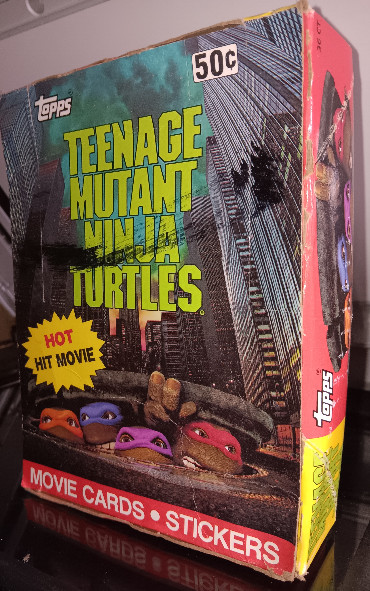 50¢
topps
TEENAGE
MUTANT
NINJA
TURTLES
HOT
HIT MOVIE
MOVIE CARDS • STICKERS
topps